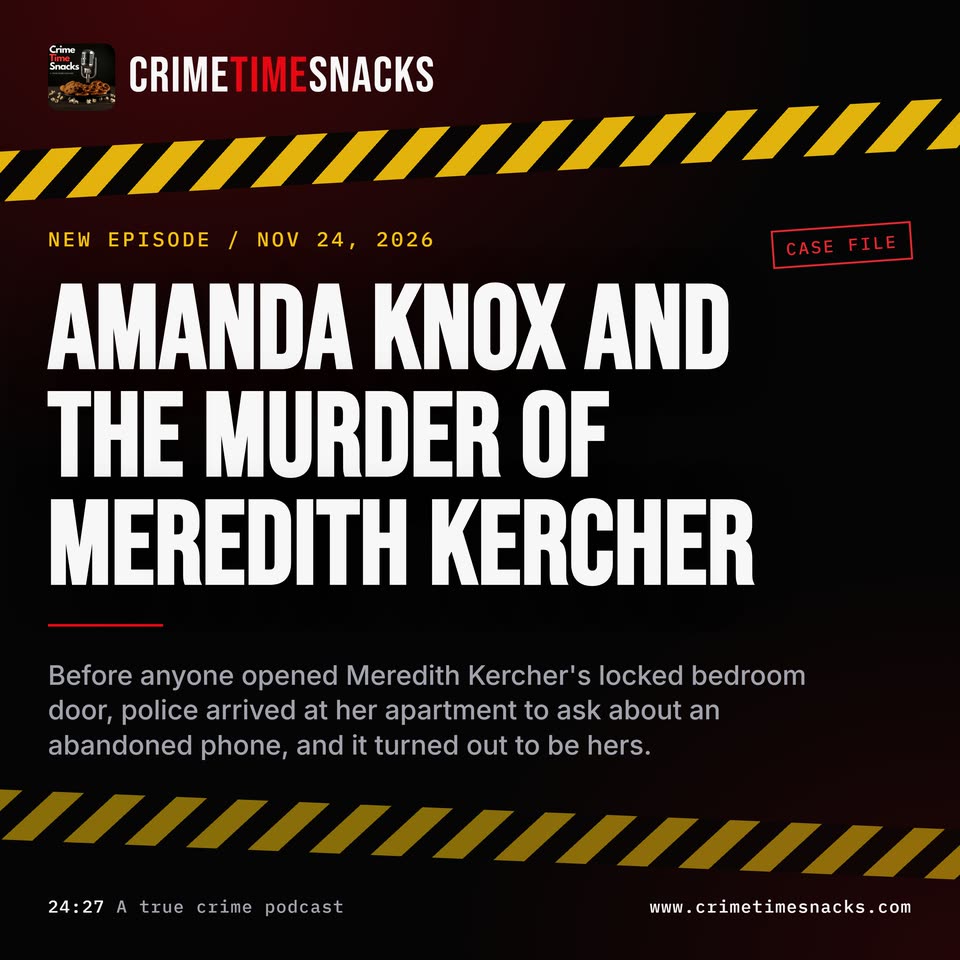 Crime
Time
Snacks
CRIMETIMESNACKS
NEW EPISODE / NOV 24, 2026
CASE FILE
AMANDA KNOX AND
THE MURDER OF
MEREDITH KERCHER
Before anyone opened Meredith Kercher's locked bedroom
door, police arrived at her apartment to ask about an
abandoned phone, and it turned out to be hers.
24:27 A true crime podcast
www.crimetimesnacks.com